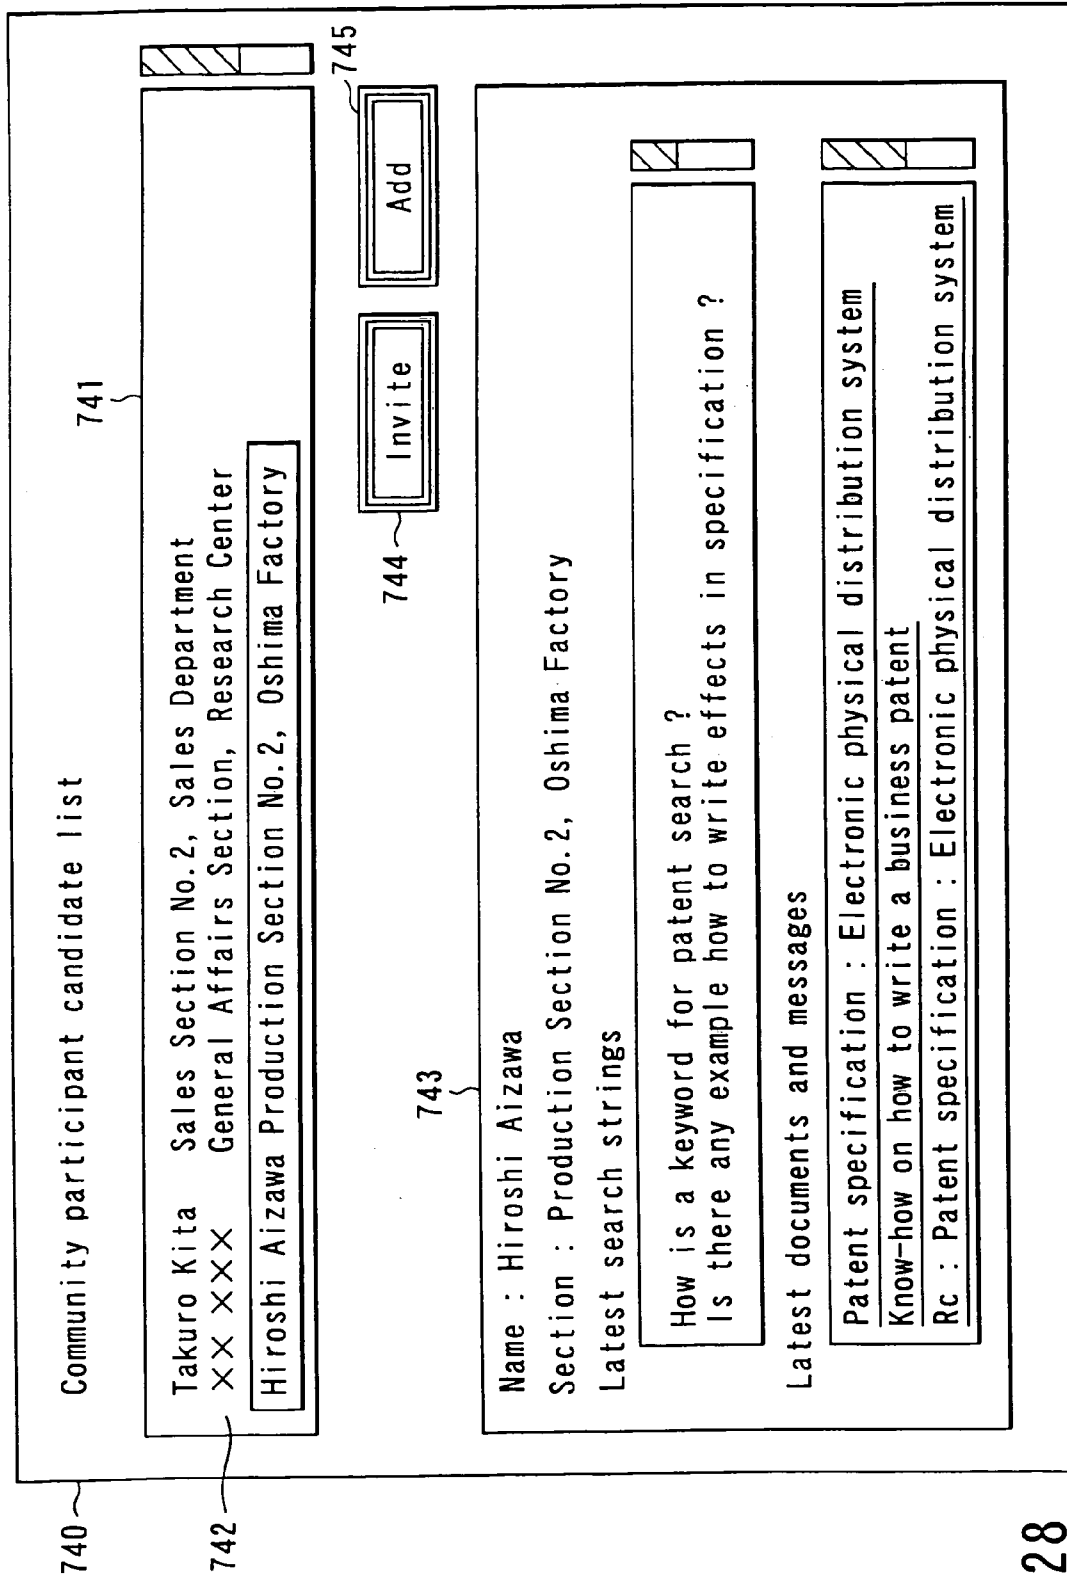 740
Community participant candidate list
741
742
Takuro Kita Sales Section No.2, Sales Department
×× ××× General Affairs Section, Research Center
Hiroshi Aizawa Production Section No.2, Oshima Factory
744
Invite
745
Add
743
Name : Hiroshi Aizawa
Section : Production Section No.2, Oshima Factory
Latest search strings
How is a keyword for patent search ?
Is there any example how to write effects in specification ?
Latest documents and messages
Patent specification : Electronic physical distribution system
Know-how on how to write a business patent
Rc : Patent specification : Electronic physical distribution system
28